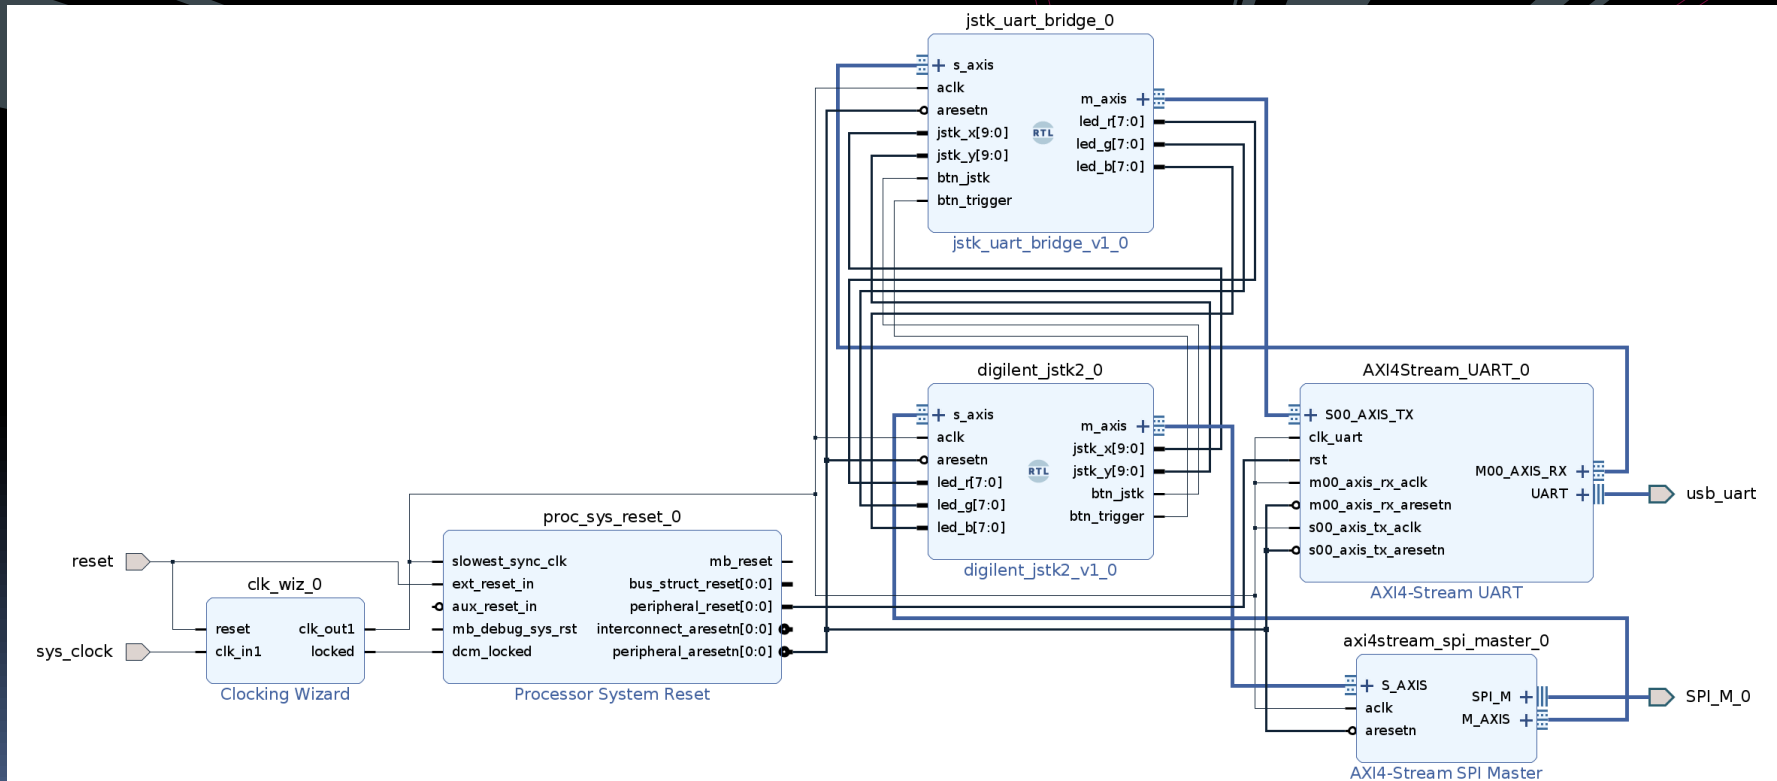 jstk_uart_bridge_0
s_axis
aclk
aresetn
jstk_x[9:0]
jstk_y[9:0]
btn_jstk
btn_trigger
RTL
m_axis
led_r[7:0]
led_g[7:0]
led_b[7:0]
jstk_uart_bridge_v1_0
digilent_jstk2_0
s_axis
aclk
aresetn
led_r[7:0]
led_g[7:0]
led_b[7:0]
RTL
m_axis
jstk_x[9:0]
jstk_y[9:0]
btn_jstk
btn_trigger
digilent_jstk2_v1_0
AXI4Stream_UART_0
S00_AXIS_TX
clk_uart
rst
m00_axis_rx_aclk
m00_axis_rx_aresetn
s00_axis_tx_aclk
s00_axis_tx_aresetn
M00_AXIS_RX
UART
AXI4-Stream UART
usb_uart
reset
sys_clock
clk_wiz_0
reset
clk_in1
clk_out1
locked
Clocking Wizard
proc_sys_reset_0
slowest_sync_clk
ext_reset_in
aux_reset_in
mb_debug_sys_rst
dcm_locked
mb_reset
bus_struct_reset[0:0]
peripheral_reset[0:0]
interconnect_aresetn[0:0]
peripheral_aresetn[0:0]
Processor System Reset
axi4stream_spi_master_0
S_AXIS
aclk
aresetn
SPI_M
M_AXIS
AXI4-Stream SPI Master
SPI_M_0